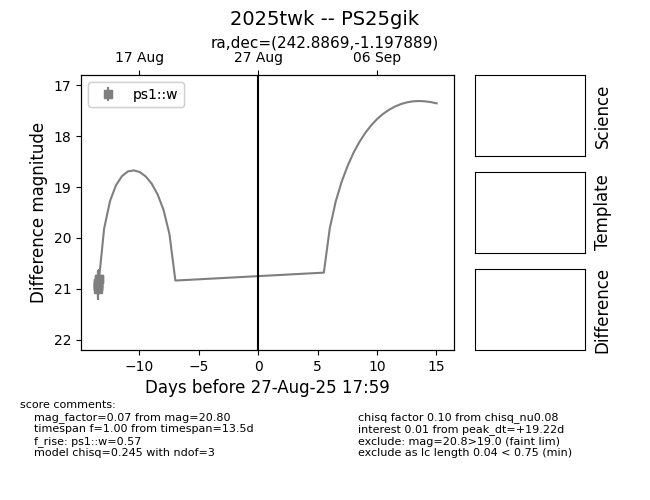 2025twk -- PS25gik
ra,dec=(242.8869,-1.197889)
17 Aug 27 Aug 06 Sep
ps1::w
17
18
19
20
21
22
Difference magnitude
−10 −5 0 5 10 15
Days before 27-Aug-25 17:59
Science
Template
Difference
score comments:
mag_factor=0.07 from mag=20.80
timespan f=1.00 from timespan=13.5d
f_rise: ps1::w=0.57
model chisq=0.245 with ndof=3
chisq factor 0.10 from chisq_nu0.08
interest 0.01 from peak_dt=+19.22d
exclude: mag=20.8>19.0 (faint lim)
exclude as lc length 0.04 < 0.75 (min)